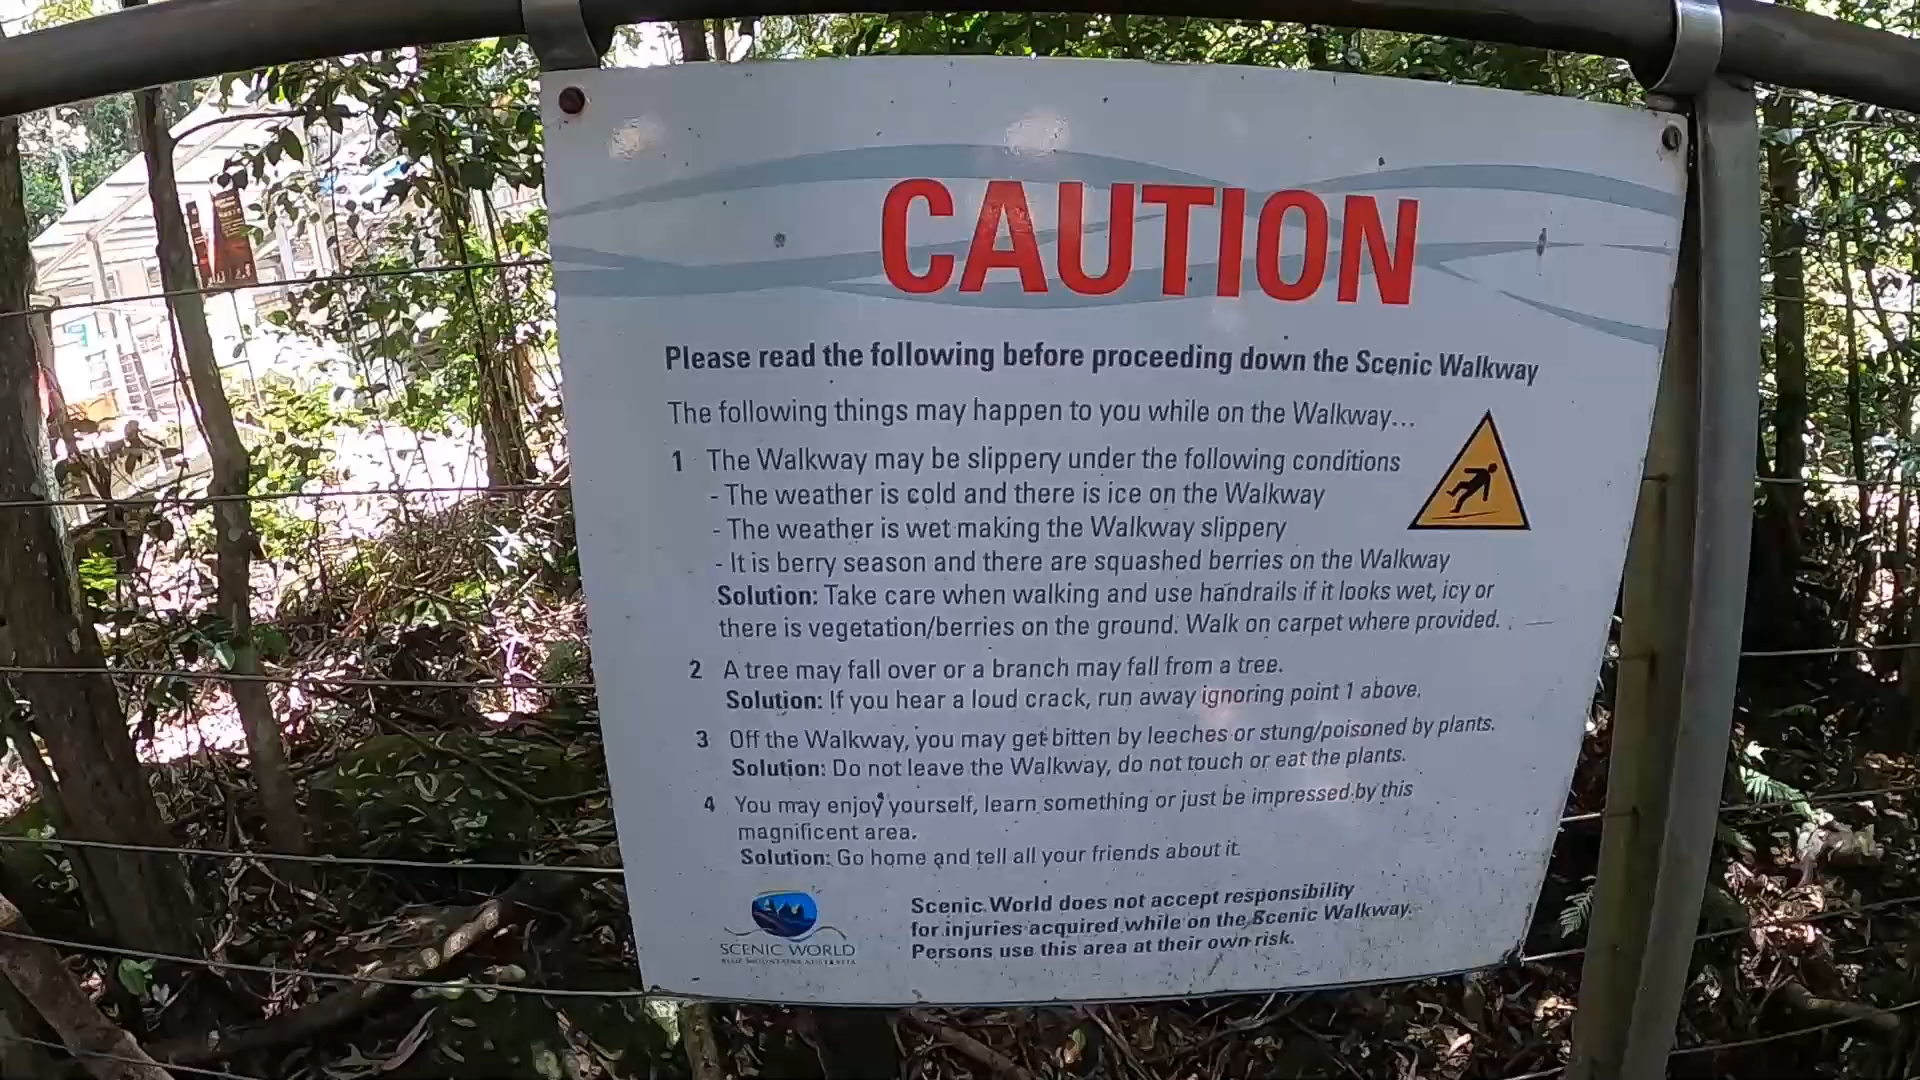 CAUTION
Please read the following before proceeding down the Scenic Walkway
The following things may happen to you while on the Walkway...
1 The Walkway may be slippery under the following conditions
- The weather is cold and there is ice on the Walkway
- The weather is wet making the Walkway slippery
- It is berry season and there are squashed berries on the Walkway
Solution: Take care when walking and use handrails if it looks wet, icy or
there is vegetation/berries on the ground. Walk on carpet where provided.
2 A tree may fall over or a branch may fall from a tree.
Solution: If you hear a loud crack, run away ignoring point 1 above.
3 Off the Walkway, you may get bitten by leeches or stung/poisoned by plants.
Solution: Do not leave the Walkway, do not touch or eat the plants.
4 You may enjoy yourself, learn something or just be impressed by this
magnificent area.
Solution: Go home and tell all your friends about it.
Scenic World does not accept responsibility
for injuries acquired while on the Scenic Walkway.
Persons use this area at their own risk.
SCENIC WORLD
BLUE MOUNTAINS AUSTRALIA